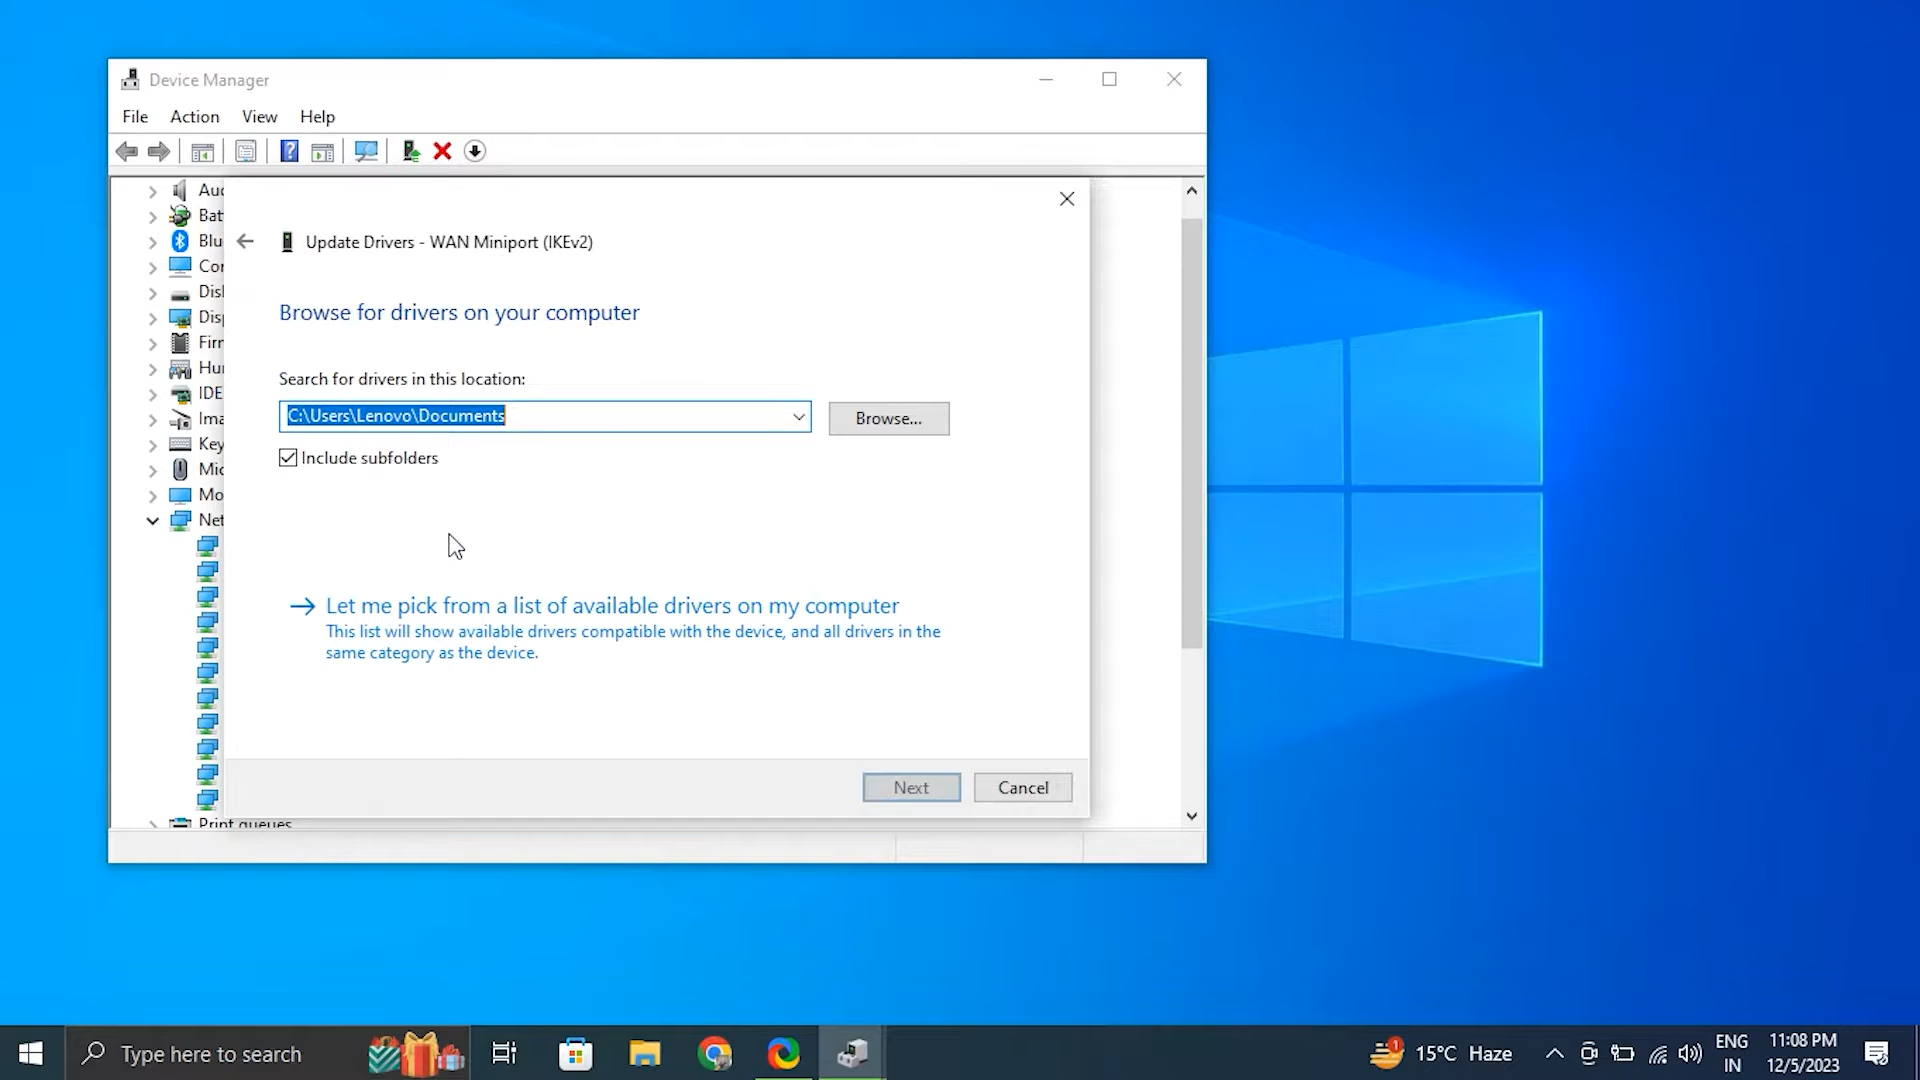 Device Manager
File Action View Help
Update Drivers - WAN Miniport (IKEv2)
Browse for drivers on your computer
Search for drivers in this location:
C:\Users\Lenovo\Documents
Browse...
Include subfolders
Let me pick from a list of available drivers on my computer
This list will show available drivers compatible with the device, and all drivers in the
same category as the device.
Next Cancel
Aud
Bat
Blu
Cor
Disl
Disp
Firr
Hur
IDE
Ima
Key
Mic
Mo
Net
Print queues
Type here to search
1
15°C Haze
ENG
IN
11:08 PM
12/5/2023